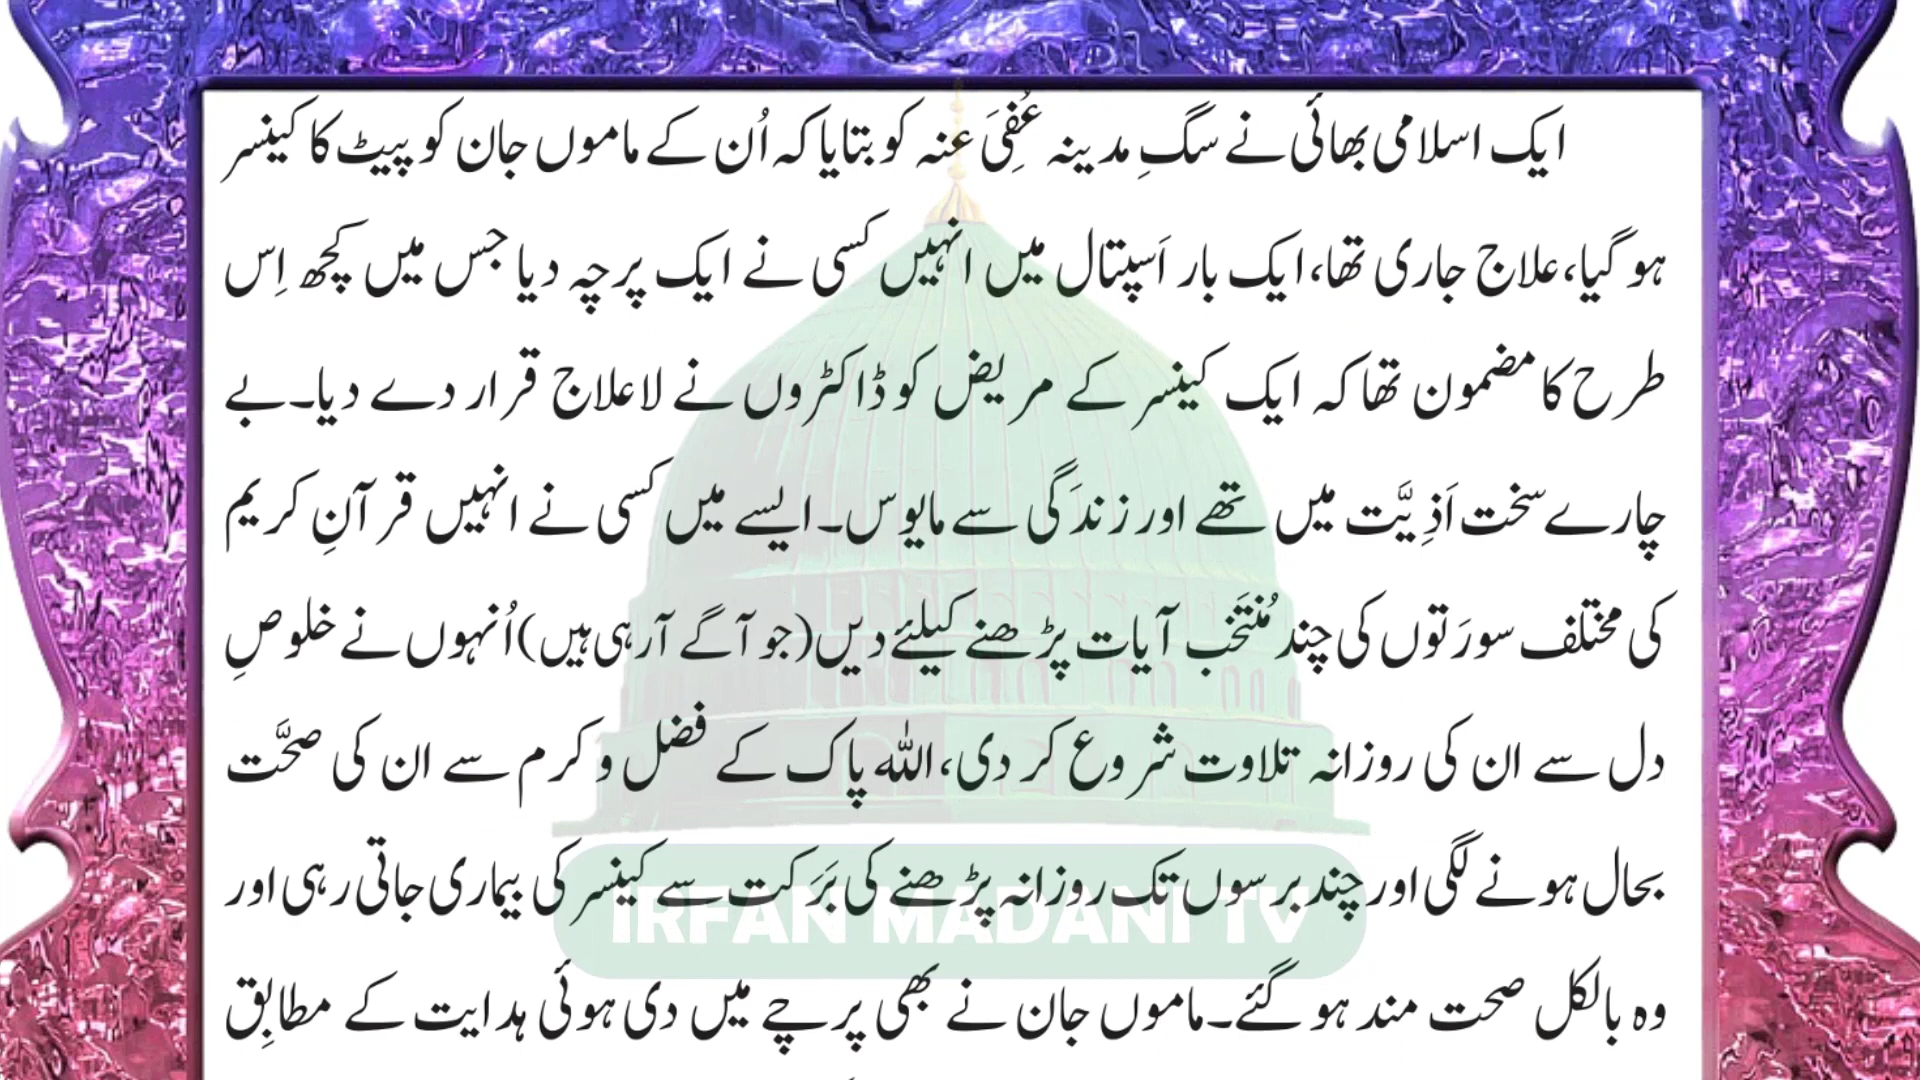 ایک اسلامی بھائی نے سگِ مدینہ عُفِیَ عنہ کو بتایا کہ اُن کے ماموں جان کو پیٹ کا کینسر
ہو گیا، علاج جاری تھا، ایک بار اَسپتال میں انہیں کسی نے ایک پرچہ دیا جس میں کچھ اِس
طرح کا مضمون تھا کہ ایک کینسر کے مریض کو ڈاکٹروں نے لاعلاج قرار دے دیا۔ بے
چارے سخت اَذِیَّت میں تھے اور زندَگی سے مایوس۔ ایسے میں کسی نے انہیں قرآنِ کریم
کی مختلف سورَتوں کی چند مُنتَخَب آیات پڑھنے کیلئے دیں (جو آگے آرہی ہیں) اُنہوں نے خلوصِ
دل سے ان کی روزانہ تلاوت شروع کر دی، اللہ پاک کے فضل و کرم سے ان کی صحَّت
بحال ہونے لگی اور چند برسوں تک روزانہ پڑھنے کی بَرَکت سے کینسر کی بیماری جاتی رہی اور
IRFAN MADANI TV
وہ بالکل صحت مند ہو گئے۔ ماموں جان نے بھی پرچے میں دی ہوئی ہدایت کے مطابِق